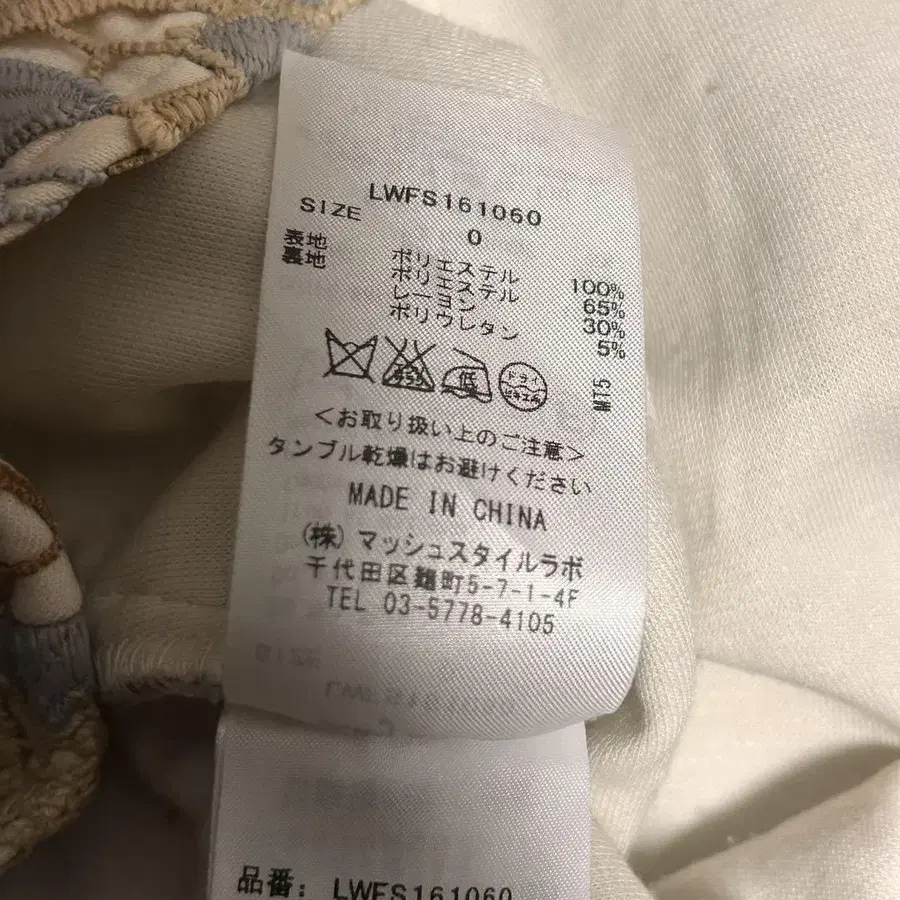 LWFS161060
SIZE 0
表地 ポリエステル 100%
裏地 ポリエステル 65%
レーヨン 30%
ポリウレタン 5%
MT5
低
ドライ
<お取り扱い上のご注意>
タンブル乾燥はお避けください
MADE IN CHINA
(株)マッシュスタイルラボ
千代田区麹町5-7-1-4F
TEL 03-5778-4105
品番: LWFS161060